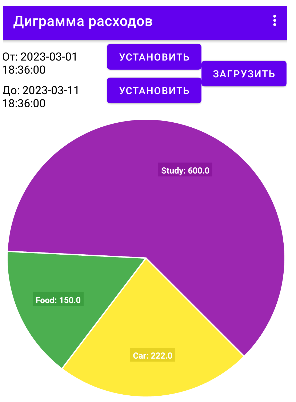 Диграмма расходов
От: 2023-03-01
18:36:00
УСТАНОВИТЬ
ЗАГРУЗИТЬ
До: 2023-03-11
18:36:00
УСТАНОВИТЬ
Study: 600.0
Food: 150.0
Car: 222.0